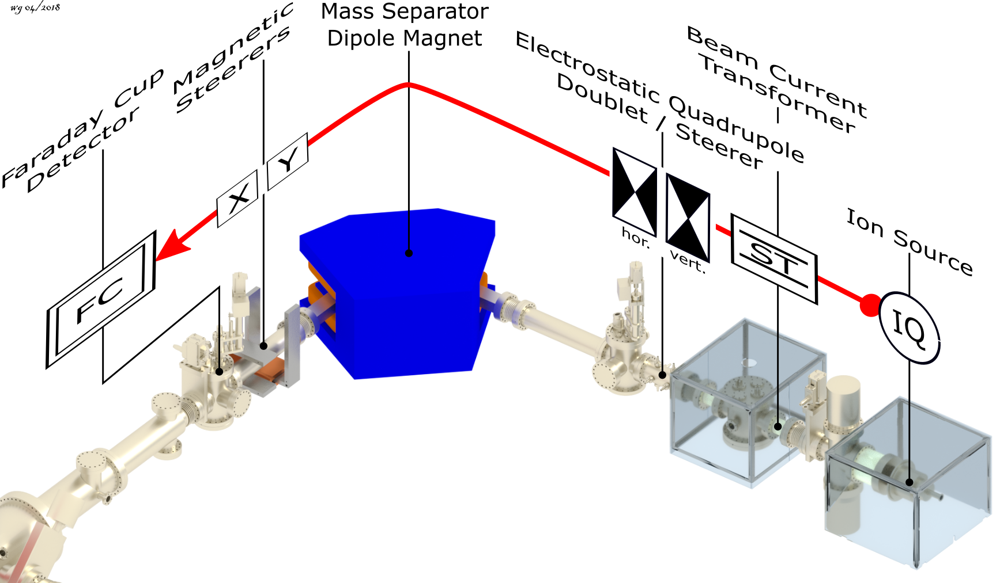 wg 04/2018
Faraday Cup
Detector
Magnetic
Steerers
Mass Separator
Dipole Magnet
Electrostatic Quadrupole
Doublet / Steerer
Beam Current
Transformer
Ion Source
FC
X
Y
hor.
vert.
ST
IQ